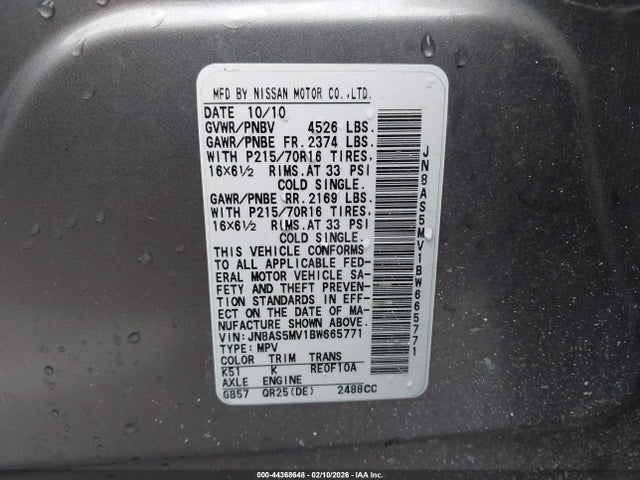 MFD BY NISSAN MOTOR CO.,LTD.
DATE 10/10
GVWR/PNBV 4526 LBS.
GAWR/PNBE FR. 2374 LBS.
WITH P215/70R16 TIRES,
16×6½ RIMS.AT 33 PSI
COLD SINGLE.
GAWR/PNBE RR. 2169 LBS.
WITH P215/70R16 TIRES,
16×6½ RIMS.AT 33 PSI
COLD SINGLE.
THIS VEHICLE CONFORMS
TO ALL APPLICABLE FED-
ERAL MOTOR VEHICLE SA-
FETY AND THEFT PREVEN-
TION STANDARDS IN EFF-
ECT ON THE DATE OF MA-
NUFACTURE SHOWN ABOVE.
VIN: JN8AS5MV1BW665771
TYPE: MPV
COLOR TRIM TRANS
K51 K RE0F10A
AXLE ENGINE
GB57 QR25(DE) 2488CC
JN8AS5MV1BW665771
000-44368648 - 02/10/2026 - IAA Corp.